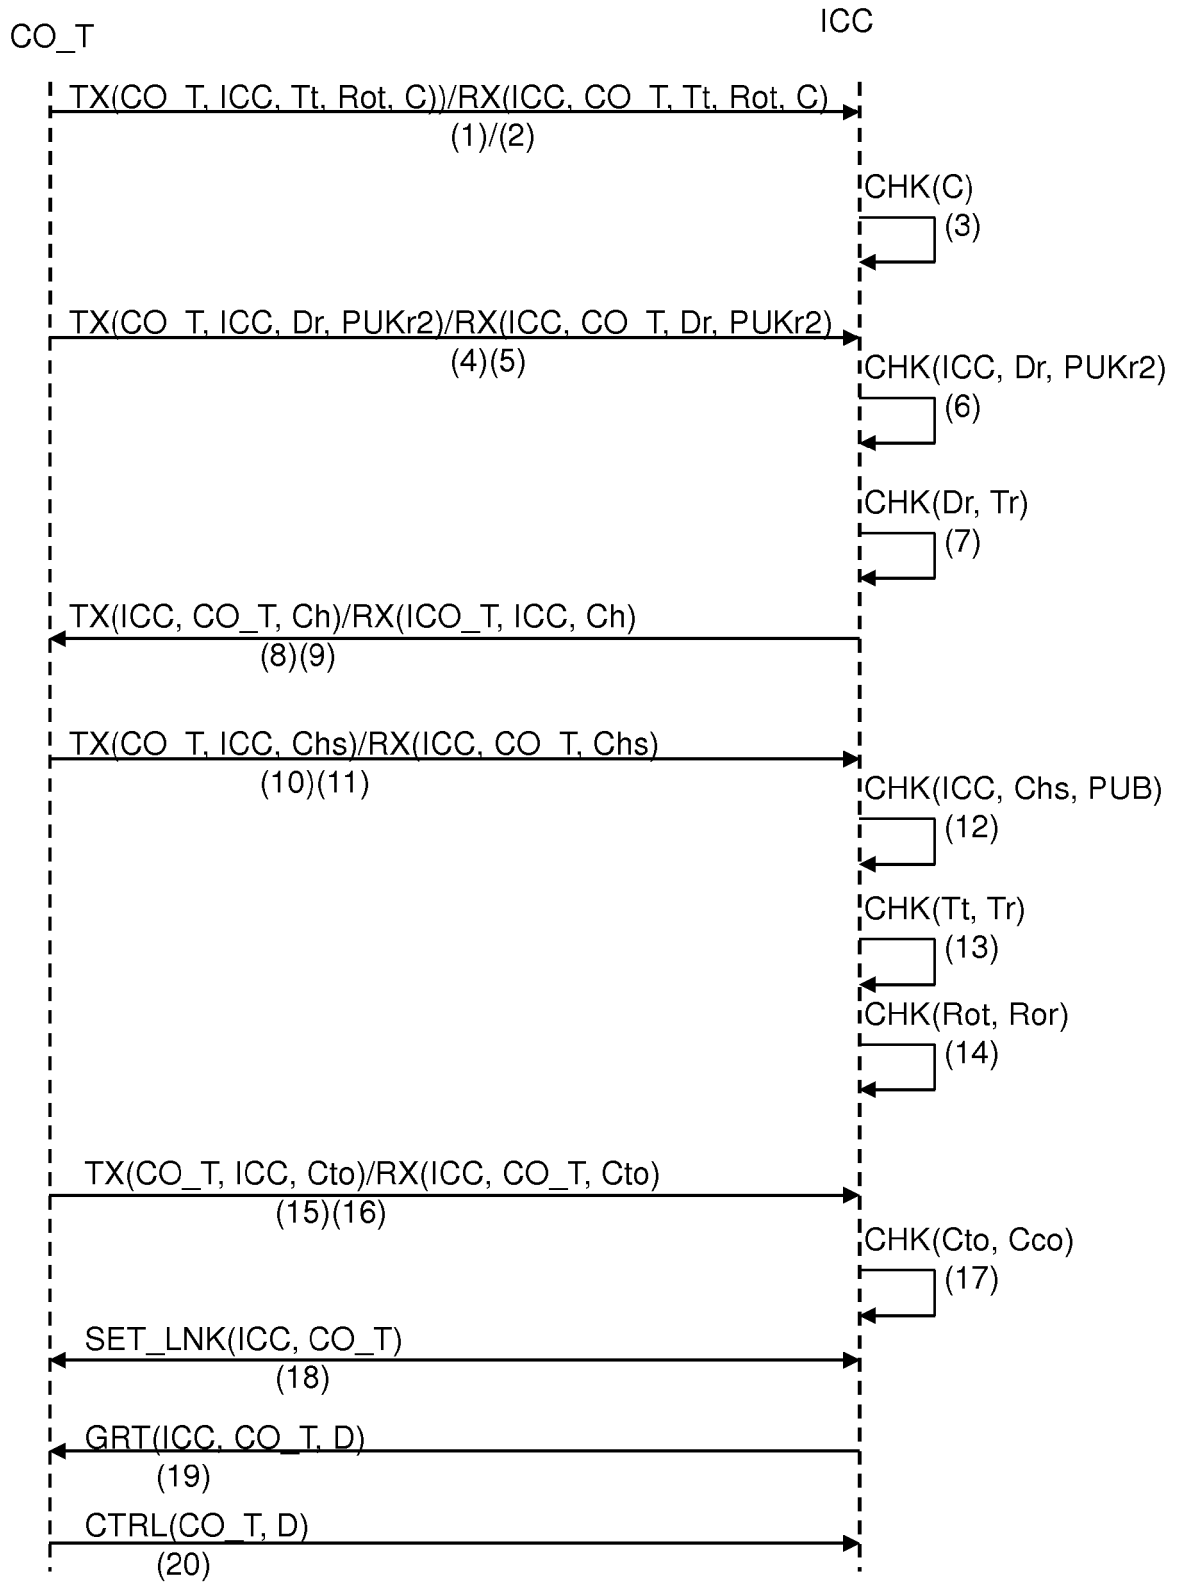 CO_T
ICC
TX(CO_T, ICC, Tt, Rot, C))/RX(ICC, CO_T, Tt, Rot, C)
(1)/(2)
CHK(C)
(3)
TX(CO_T, ICC, Dr, PUKr2)/RX(ICC, CO_T, Dr, PUKr2)
(4)(5)
CHK(ICC, Dr, PUKr2)
(6)
CHK(Dr, Tr)
(7)
TX(ICC, CO_T, Ch)/RX(ICO_T, ICC, Ch)
(8)(9)
TX(CO_T, ICC, Chs)/RX(ICC, CO_T, Chs)
(10)(11)
CHK(ICC, Chs, PUB)
(12)
CHK(Tt, Tr)
(13)
CHK(Rot, Ror)
(14)
TX(CO_T, ICC, Cto)/RX(ICC, CO_T, Cto)
(15)(16)
CHK(Cto, Cco)
(17)
SET_LNK(ICC, CO_T)
(18)
GRT(ICC, CO_T, D)
(19)
CTRL(CO_T, D)
(20)